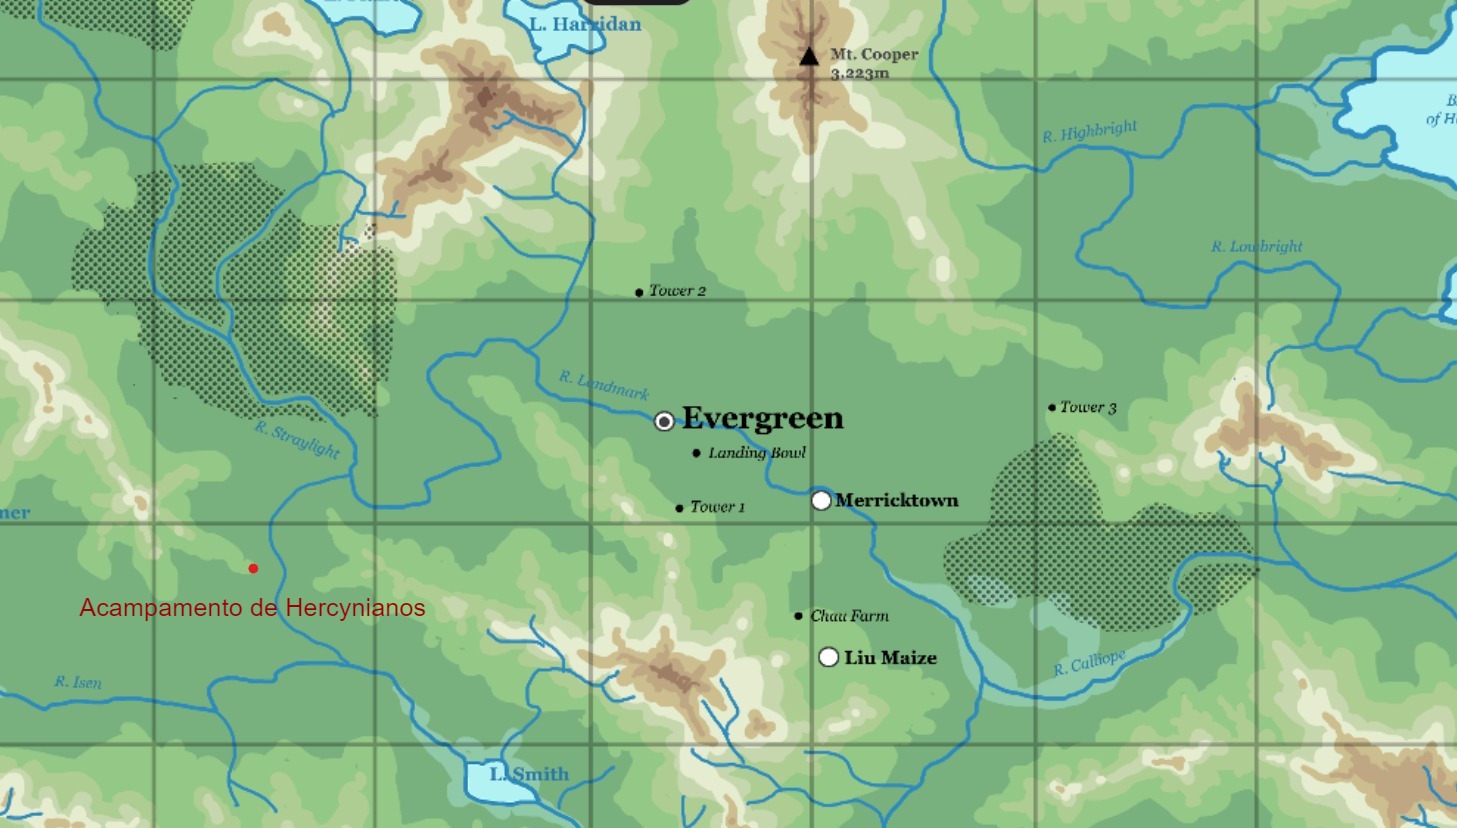 L. Harridan
Mt. Cooper
3,223m
R. Highbright
B
of H
R. Lowbright
Tower 2
R. Landmark
Evergreen
Tower 3
Landing Bowl
R. Straylight
Merricktown
Tower 1
ner
Acampamento de Hercynianos
Chau Farm
Liu Maize
R. Calliope
R. Isen
L. Smith